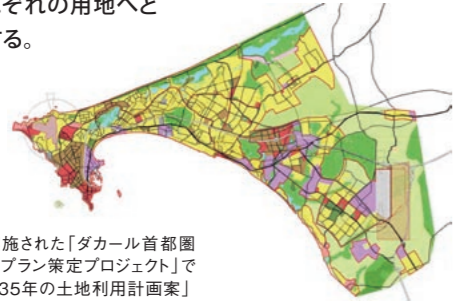 それの用地へと
する。
施された「ダカール首都圏
プラン策定プロジェクト」で
35年の土地利用計画案」